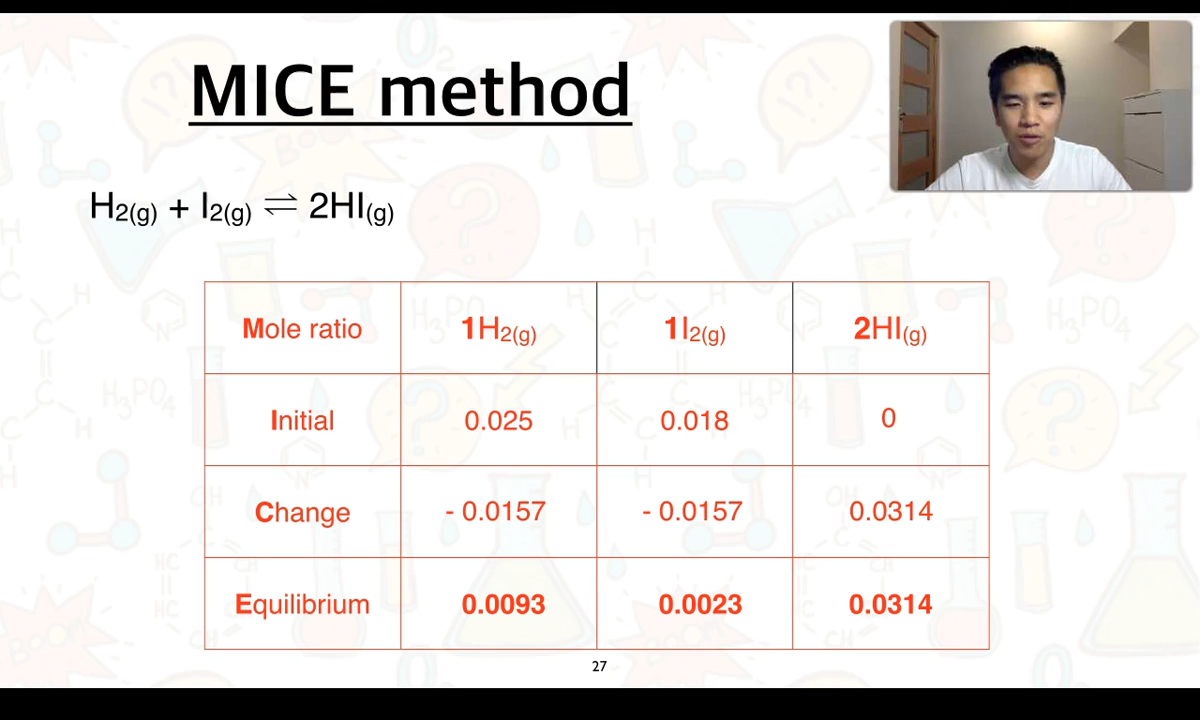 MICE method
H2(g) + I2(g) ⇌ 2HI(g)
Mole ratio 1H2(g) 1I2(g) 2HI(g)
Initial 0.025 0.018 0
Change - 0.0157 - 0.0157 0.0314
Equilibrium 0.0093 0.0023 0.0314
27